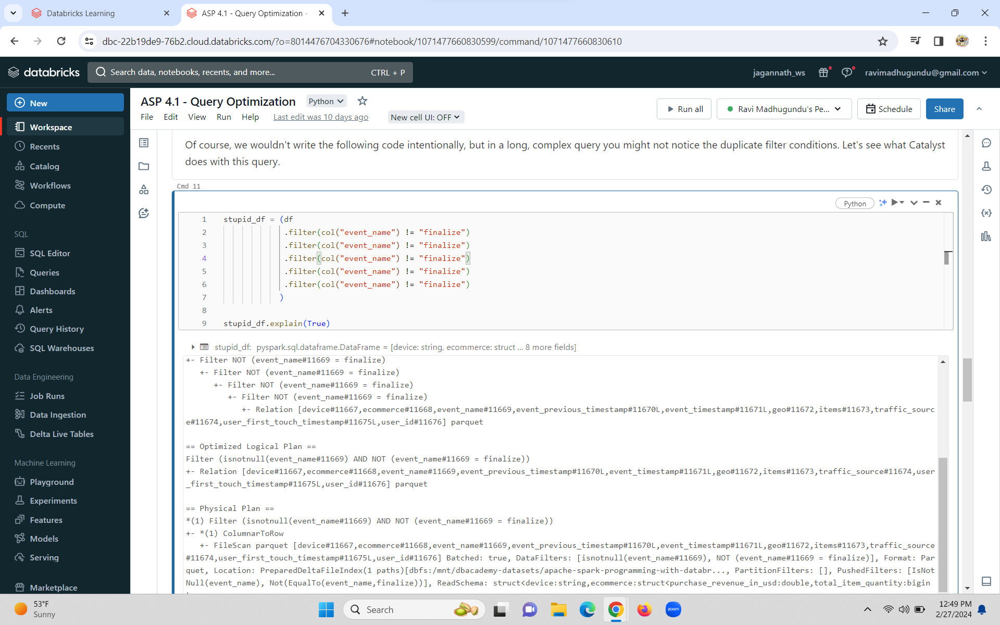 Databricks Learning
ASP 4.1 - Query Optimization -
dbc-22b19de9-76b2.cloud.databricks.com/?o=8014476704330676#notebook/1071477660830599/command/1071477660830610
databricks
Search data, notebooks, recents, and more...
CTRL + P
jagannath_ws
ravimadhugundu@gmail.com
New
Workspace
Recents
Catalog
Workflows
Compute
SQL
SQL Editor
Queries
Dashboards
Alerts
Query History
SQL Warehouses
Data Engineering
Job Runs
Data Ingestion
Delta Live Tables
Machine Learning
Playground
Experiments
Features
Models
Serving
Marketplace
ASP 4.1 - Query Optimization
Python
File Edit View Run Help Last edit was 10 days ago
New cell UI: OFF
Run all
Ravi Madhugundu's Pe...
Schedule
Share
Of course, we wouldn't write the following code intentionally, but in a long, complex query you might not notice the duplicate filter conditions. Let's see what Catalyst
does with this query.
Cmd 11
Python
1 stupid_df = (df
2 .filter(col("event_name") != "finalize")
3 .filter(col("event_name") != "finalize")
4 .filter(col("event_name") != "finalize")
5 .filter(col("event_name") != "finalize")
6 .filter(col("event_name") != "finalize")
7 )
8
9 stupid_df.explain(True)
stupid_df: pyspark.sql.dataframe.DataFrame = [device: string, ecommerce: struct ... 8 more fields]
+- Filter NOT (event_name#11669 = finalize)
+- Filter NOT (event_name#11669 = finalize)
+- Filter NOT (event_name#11669 = finalize)
+- Filter NOT (event_name#11669 = finalize)
+- Relation [device#11667,ecommerce#11668,event_name#11669,event_previous_timestamp#11670L,event_timestamp#11671L,geo#11672,items#11673,traffic_sourc
e#11674,user_first_touch_timestamp#11675L,user_id#11676] parquet
== Optimized Logical Plan ==
Filter (isnotnull(event_name#11669) AND NOT (event_name#11669 = finalize))
+- Relation [device#11667,ecommerce#11668,event_name#11669,event_previous_timestamp#11670L,event_timestamp#11671L,geo#11672,items#11673,traffic_source#11674,user
_first_touch_timestamp#11675L,user_id#11676] parquet
== Physical Plan ==
*(1) Filter (isnotnull(event_name#11669) AND NOT (event_name#11669 = finalize))
+- *(1) ColumnarToRow
+- FileScan parquet [device#11667,ecommerce#11668,event_name#11669,event_previous_timestamp#11670L,event_timestamp#11671L,geo#11672,items#11673,traffic_source
#11674,user_first_touch_timestamp#11675L,user_id#11676] Batched: true, DataFilters: [isnotnull(event_name#11669), NOT (event_name#11669 = finalize)], Format: Par
quet, Location: PreparedDeltaFileIndex(1 paths)[dbfs:/mnt/dbacademy-datasets/apache-spark-programming-with-databr..., PartitionFilters: [], PushedFilters: [IsNot
Null(event_name), Not(EqualTo(event_name,finalize))], ReadSchema: struct<device:string,ecommerce:struct<purchase_revenue_in_usd:double,total_item_quantity:bigin
53°F
Sunny
Search
zoom
12:49 PM
2/27/2024